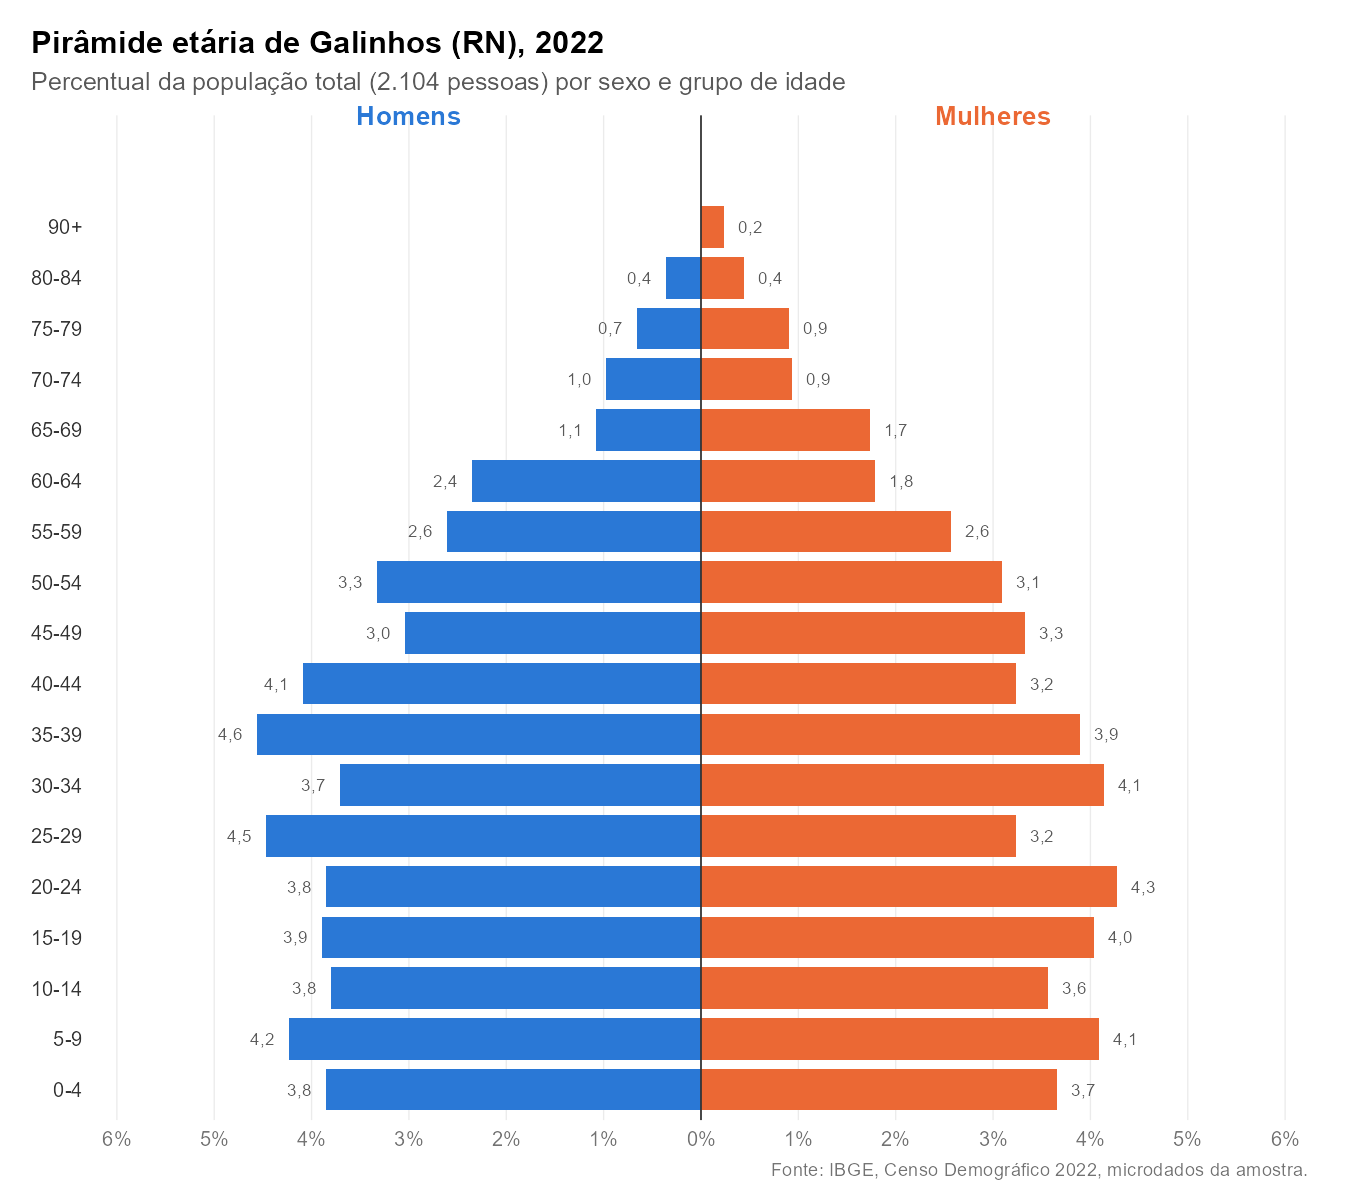 Pirâmide etária de Galinhos (RN), 2022
Percentual da população total (2.104 pessoas) por sexo e grupo de idade
Homens Mulheres
90+ 0,2
80-84 0,4 0,4
75-79 0,7 0,9
70-74 1,0 0,9
65-69 1,1 1,7
60-64 2,4 1,8
55-59 2,6 2,6
50-54 3,3 3,1
45-49 3,0 3,3
40-44 4,1 3,2
35-39 4,6 3,9
30-34 3,7 4,1
25-29 4,5 3,2
20-24 3,8 4,3
15-19 3,9 4,0
10-14 3,8 3,6
5-9 4,2 4,1
0-4 3,8 3,7
6% 5% 4% 3% 2% 1% 0% 1% 2% 3% 4% 5% 6%
Fonte: IBGE, Censo Demográfico 2022, microdados da amostra.